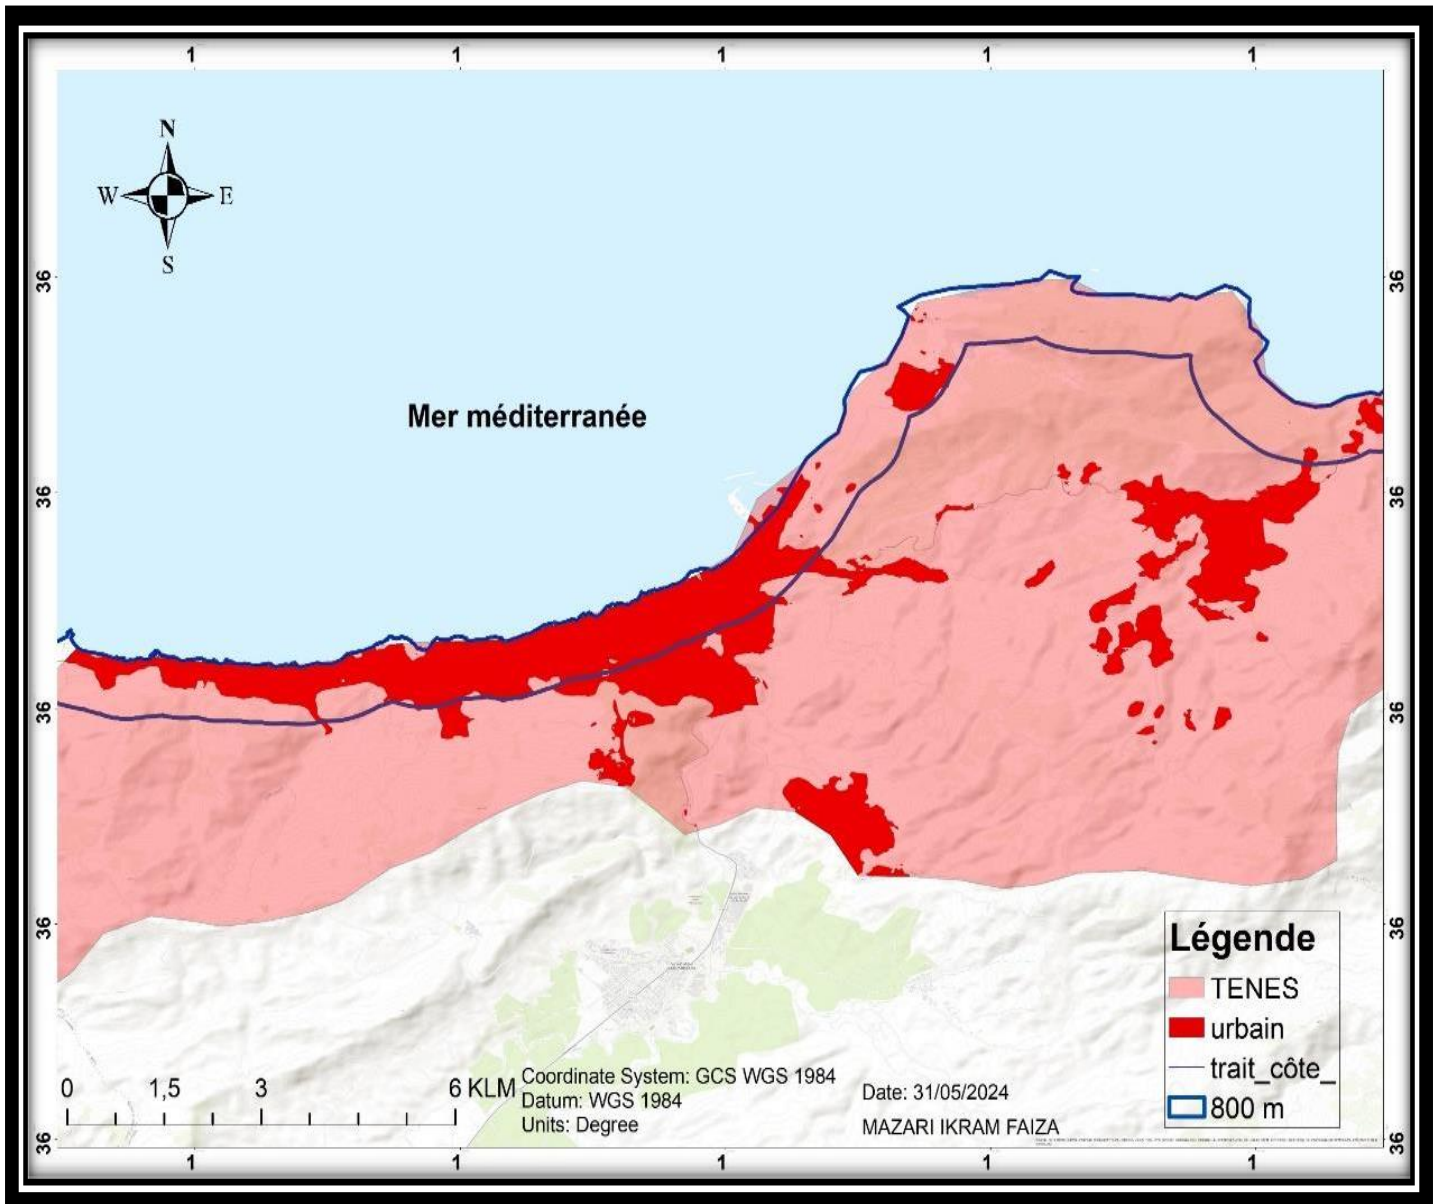 1 1 1 1 1
N
W E
S
36 36
Mer méditerranée
36 36
36 36
36 36
Légende
TENES
urbain
trait_côte_
800 m
0 1,5 3 6 KLM
Coordinate System: GCS WGS 1984
Datum: WGS 1984
Units: Degree
Date: 31/05/2024
MAZARI IKRAM FAIZA
36 36
1 1 1 1 1